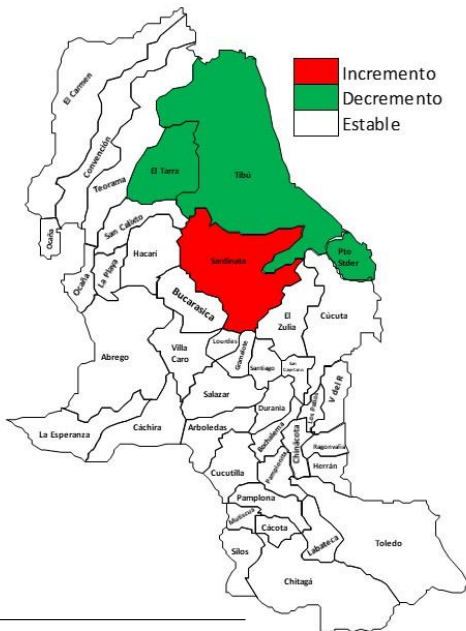 Incremento
Decremento
Estable
El Carmen
Convención
Teorama
El Tarra
Tibú
Ocaña
San Calixto
Ocaña
La Playa
Hacarí
Sardinata
Pto
Stder
Bucarasica
El
Zulia
Cúcuta
Abrego
Villa
Caro
Lourdes
Gramalote
Santiago
San
Cayetano
Salazar
Durania
Los Patios
V del R
La Esperanza
Cáchira
Arboledas
Bochalema
Chinácota
Ragonvalia
Herrán
Cucutilla
Pamplonita
Pamplona
Mutiscua
Cácota
Silos
Labateca
Toledo
Chitagá